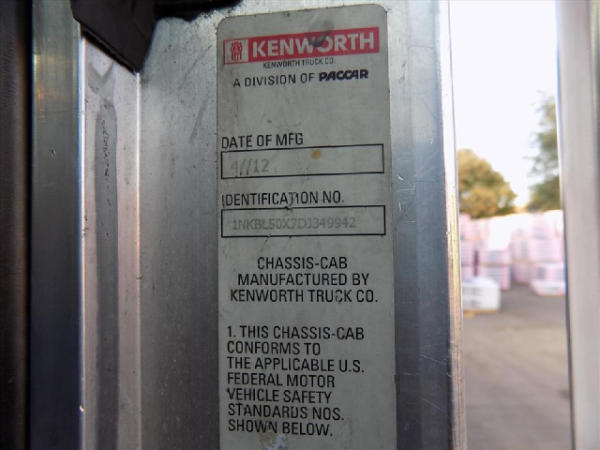 KENWORTH
KENWORTH TRUCK CO.
A DIVISION OF PACCAR
DATE OF MFG
4//12
IDENTIFICATION NO.
1NKBL50X7DJ349942
CHASSIS-CAB
MANUFACTURED BY
KENWORTH TRUCK CO.
1. THIS CHASSIS-CAB
CONFORMS TO
THE APPLICABLE U.S.
FEDERAL MOTOR
VEHICLE SAFETY
STANDARDS NOS.
SHOWN BELOW.